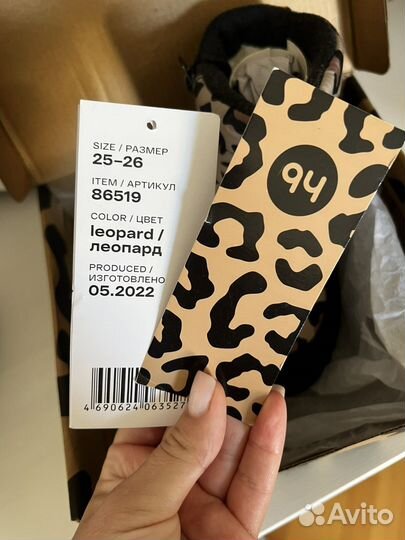 SIZE / РАЗМЕР
25–26
ITEM / АРТИКУЛ
86519
COLOR / ЦВЕТ
leopard /
леопард
PRODUCED /
ИЗГОТОВЛЕНО
05.2022
4 690624 063527
Avito